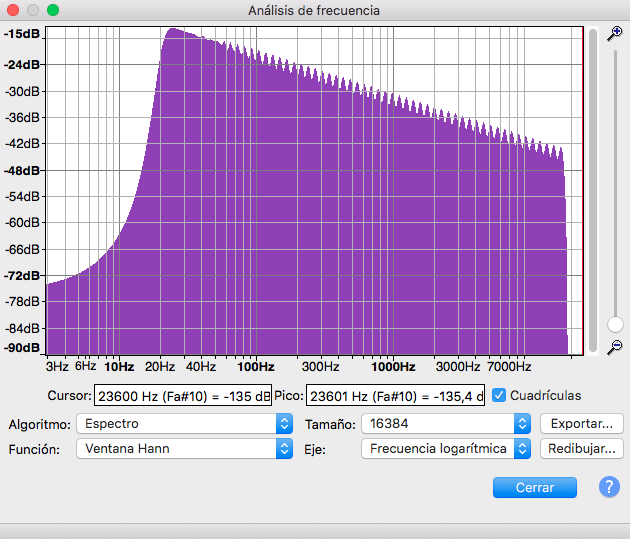 Análisis de frecuencia
-15dB
-24dB
-30dB
-36dB
-42dB
-48dB
-54dB
-60dB
-66dB
-72dB
-78dB
-84dB
-90dB
3Hz 6Hz 10Hz 20Hz 40Hz 100Hz 300Hz 1000Hz 3000Hz 7000Hz
Cursor: 23600 Hz (Fa#10) = -135 dB Pico: 23601 Hz (Fa#10) = -135,4 d Cuadrículas
Algoritmo: Espectro Tamaño: 16384 Exportar...
Función: Ventana Hann Eje: Frecuencia logarítmica Redibujar...
Cerrar ?